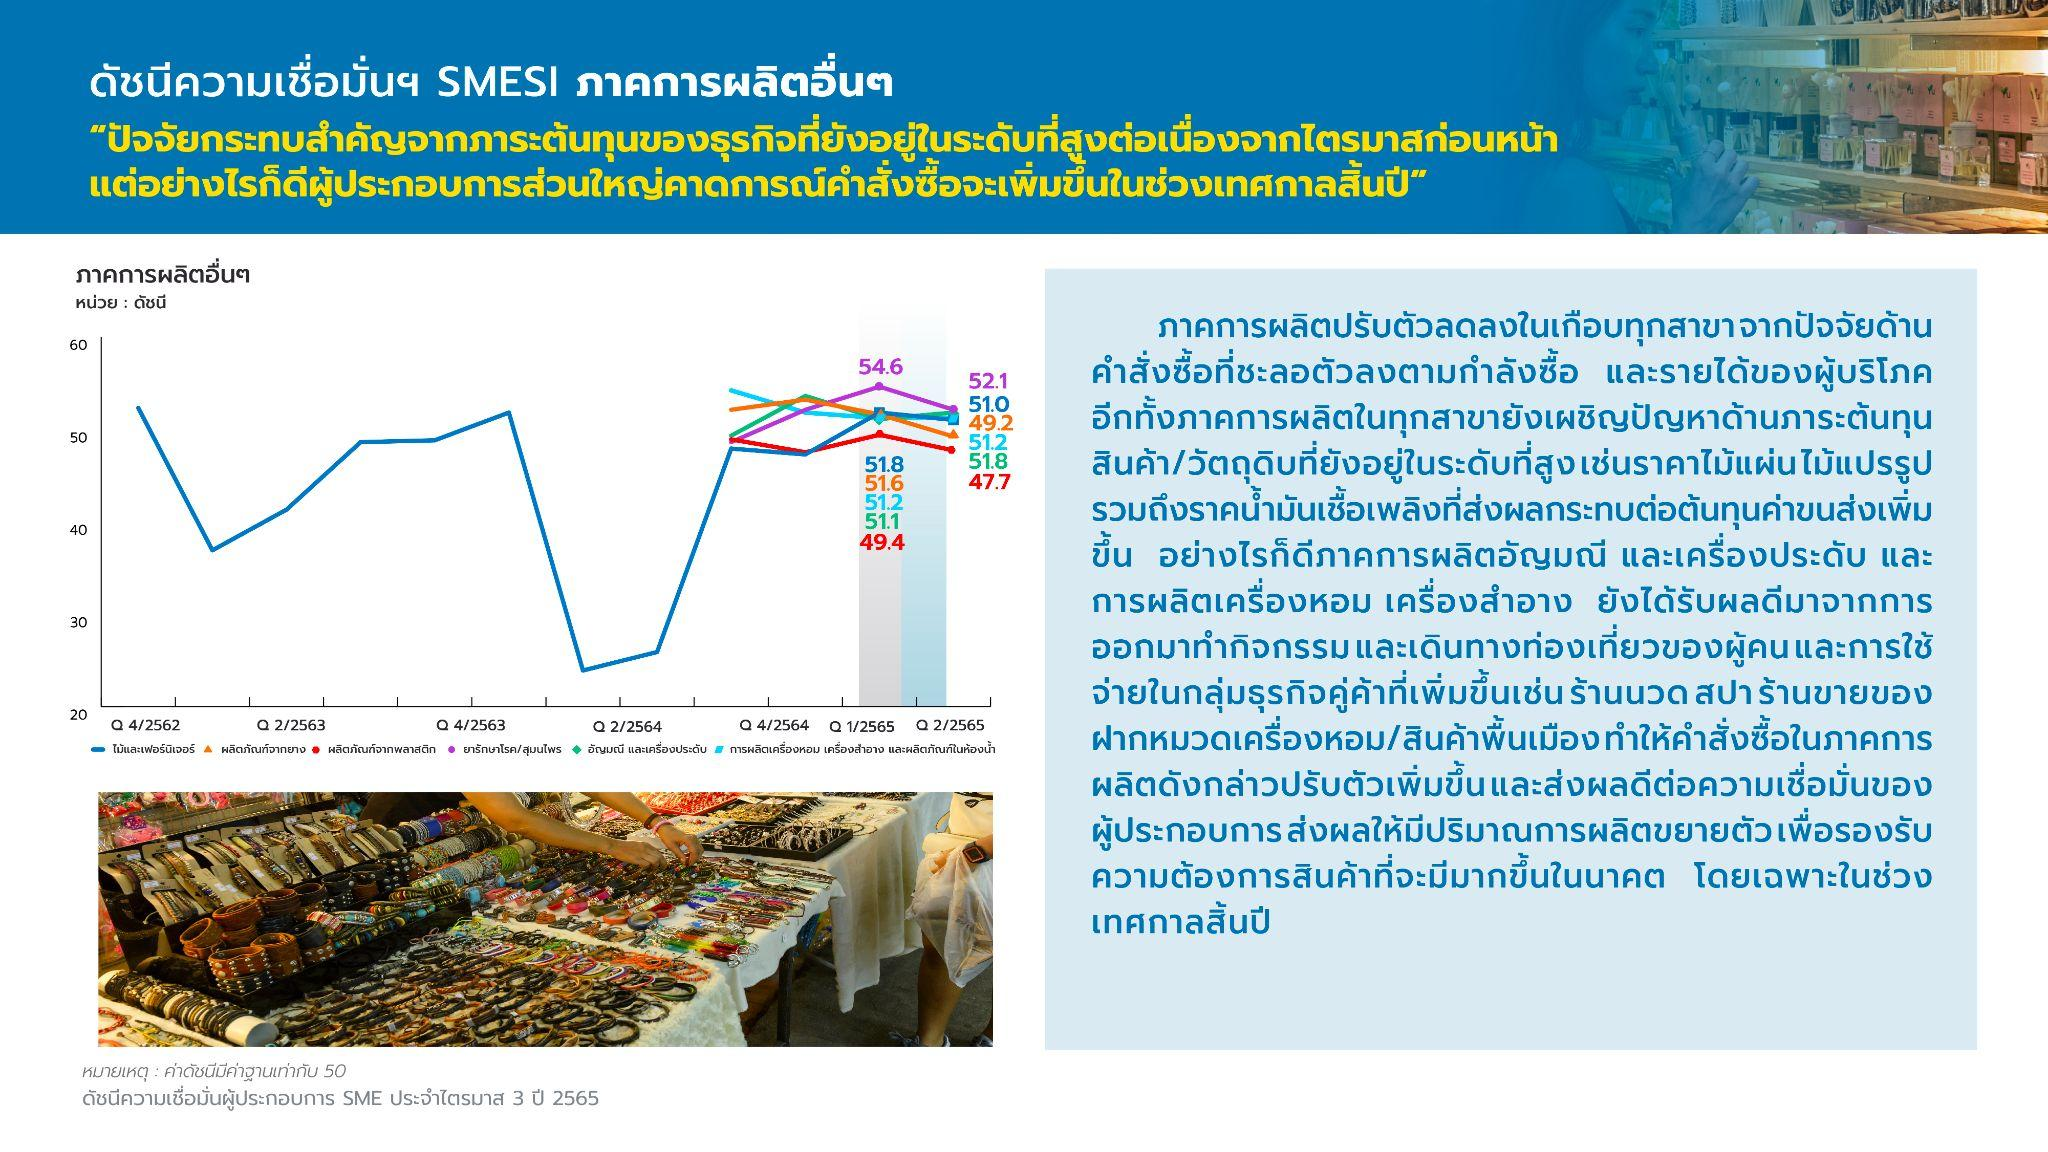 ดัชนีความเชื่อมั่นฯ SMESI ภาคการผลิตอื่นๆ
“ปัจจัยกระทบสำคัญจากภาระต้นทุนของธุรกิจที่ยังอยู่ในระดับที่สูงต่อเนื่องจากไตรมาสก่อนหน้า
แต่อย่างไรก็ดีผู้ประกอบการส่วนใหญ่คาดการณ์คำสั่งซื้อจะเพิ่มขึ้นในช่วงเทศกาลสิ้นปี”
ภาคการผลิตอื่นๆ
หน่วย : ดัชนี
60
50
40
30
20
54.6
51.8
51.6
51.2
51.1
49.4
52.1
51.0
49.2
51.2
51.8
47.7
Q 4/2562 Q 2/2563 Q 4/2563 Q 2/2564 Q 4/2564 Q 1/2565 Q 2/2565
ไม้และเฟอร์นิเจอร์ ผลิตภัณฑ์จากยาง ผลิตภัณฑ์จากพลาสติก ยารักษาโรค/สุมนไพร อัญมณี และเครื่องประดับ การผลิตเครื่องหอม เครื่องสำอาง และผลิตภัณฑ์ในห้องน้ำ
ภาคการผลิตปรับตัวลดลงในเกือบทุกสาขา จากปัจจัยด้าน
คำสั่งซื้อที่ชะลอตัวลงตามกำลังซื้อ และรายได้ของผู้บริโภค
อีกทั้งภาคการผลิตในทุกสาขายังเผชิญปัญหาด้านภาระต้นทุน
สินค้า/วัตถุดิบที่ยังอยู่ในระดับที่สูง เช่นราคาไม้แผ่น ไม้แปรรูป
รวมถึงราคน้ำมันเชื้อเพลิงที่ส่งผลกระทบต่อต้นทุนค่าขนส่งเพิ่ม
ขึ้น อย่างไรก็ดีภาคการผลิตอัญมณี และเครื่องประดับ และ
การผลิตเครื่องหอม เครื่องสำอาง ยังได้รับผลดีมาจากการ
ออกมาทำกิจกรรม และเดินทางท่องเที่ยวของผู้คน และการใช้
จ่ายในกลุ่มธุรกิจคู่ค้าที่เพิ่มขึ้นเช่น ร้านนวด สปา ร้านขายของ
ฝากหมวดเครื่องหอม/สินค้าพื้นเมือง ทำให้คำสั่งซื้อในภาคการ
ผลิตดังกล่าวปรับตัวเพิ่มขึ้น และส่งผลดีต่อความเชื่อมั่นของ
ผู้ประกอบการ ส่งผลให้มีปริมาณการผลิตขยายตัว เพื่อรองรับ
ความต้องการสินค้าที่จะมีมากขึ้นในนาคต โดยเฉพาะในช่วง
เทศกาลสิ้นปี
หมายเหตุ : ค่าดัชนีมีค่าฐานเท่ากับ 50
ดัชนีความเชื่อมั่นผู้ประกอบการ SME ประจำไตรมาส 3 ปี 2565